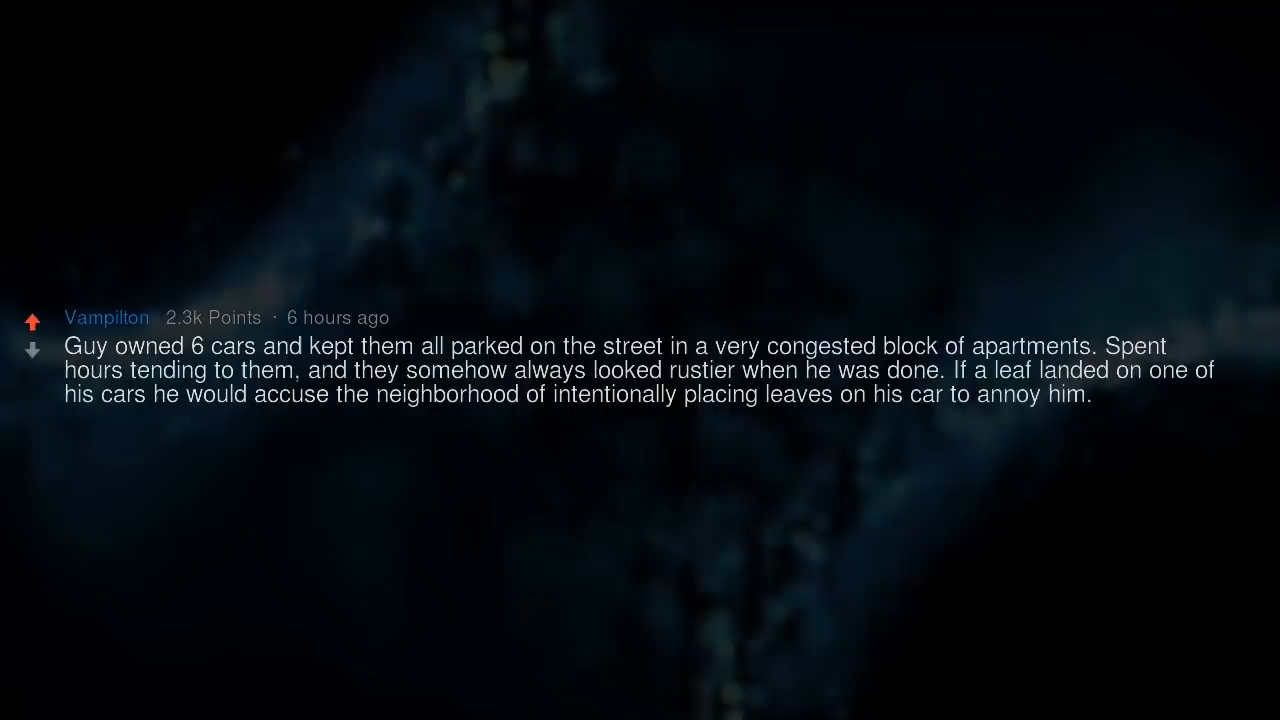 Vampilton 2.3k Points · 6 hours ago
Guy owned 6 cars and kept them all parked on the street in a very congested block of apartments. Spent
hours tending to them, and they somehow always looked rustier when he was done. If a leaf landed on one of
his cars he would accuse the neighborhood of intentionally placing leaves on his car to annoy him.